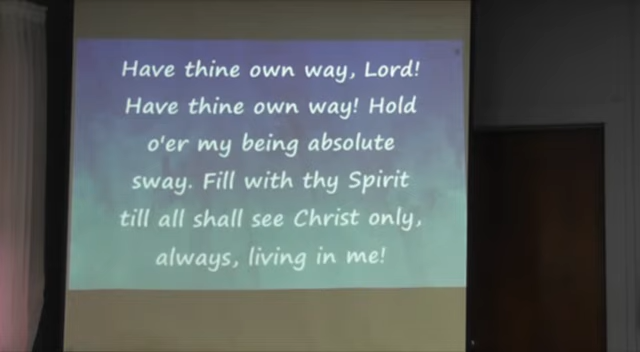 Have thine own way, Lord!
Have thine own way! Hold
o'er my being absolute
sway. Fill with thy Spirit
till all shall see Christ only,
always, living in me!